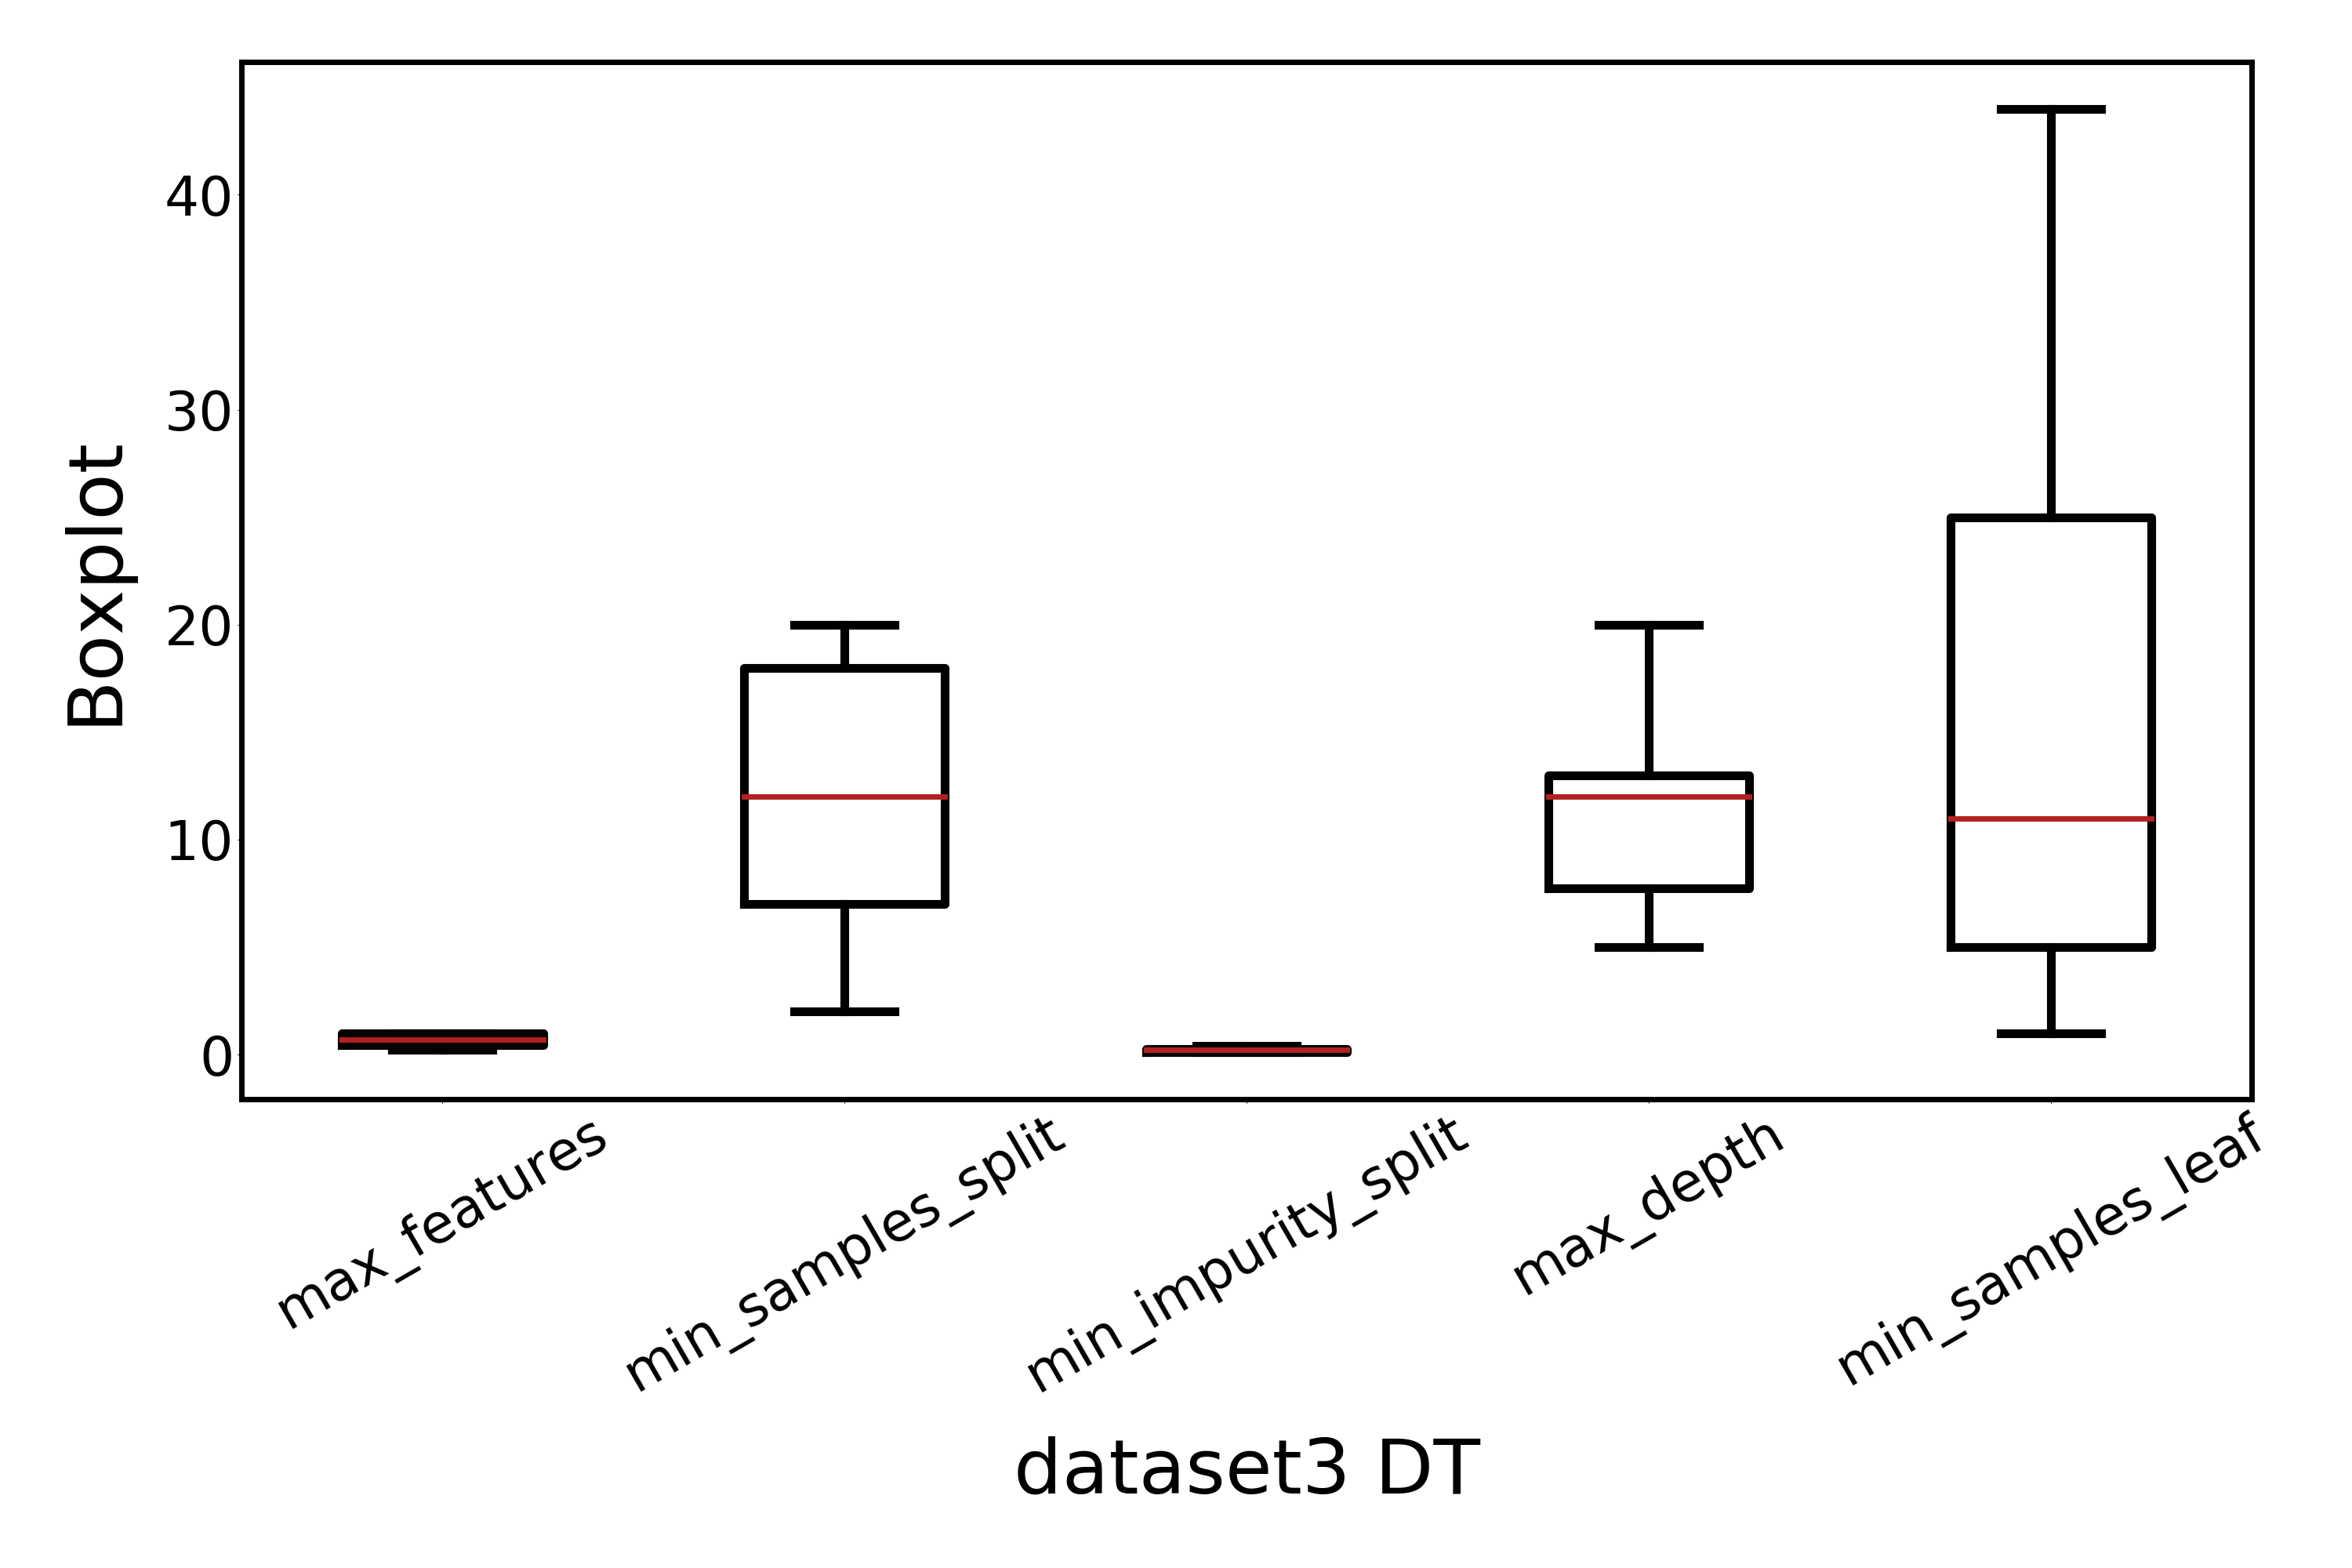 Boxplot
40
30
20
10
0
max_features
min_samples_split
min_impurity_split
max_depth
min_samples_leaf
dataset3 DT